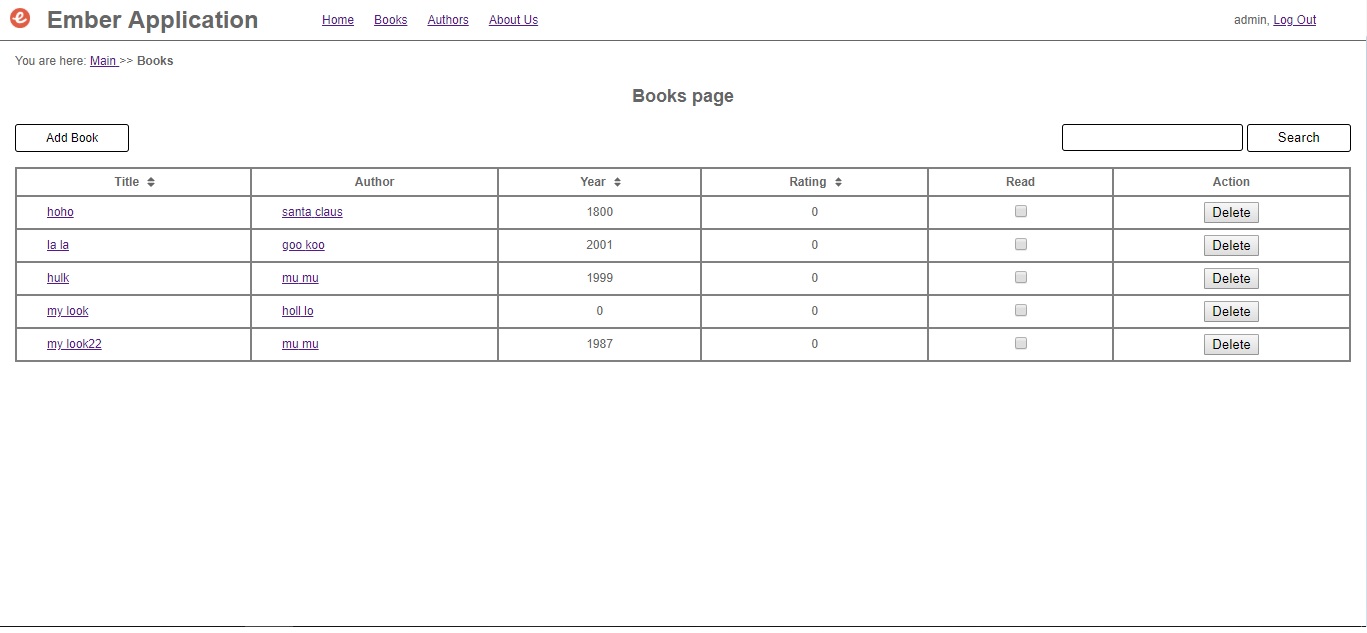 e Ember Application Home Books Authors About Us admin, Log Out
You are here: Main >> Books
Books page
Add Book Search
Title Author Year Rating Read Action
hoho santa claus 1800 0 Delete
la la goo koo 2001 0 Delete
hulk mu mu 1999 0 Delete
my look holl lo 0 0 Delete
my look22 mu mu 1987 0 Delete